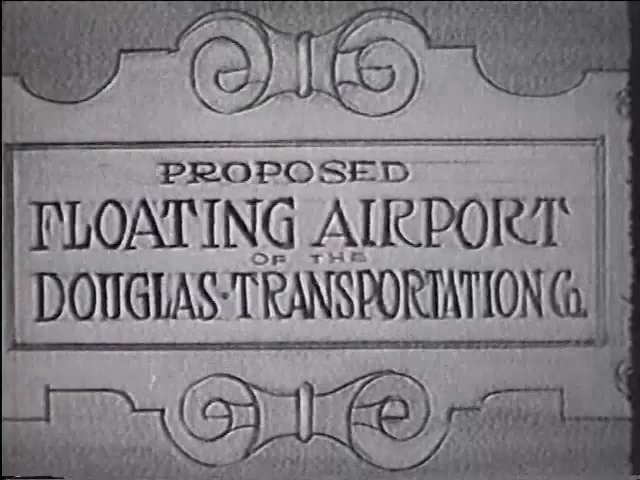 PROPOSED
FLOATING AIRPORT
OF THE
DOUGLAS·TRANSPORTATION Co.